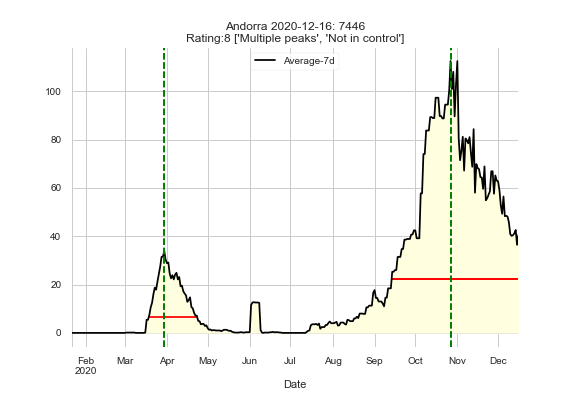 Andorra 2020-12-16: 7446
Rating:8 ['Multiple peaks', 'Not in control']
Average-7d
100
80
60
40
20
0
Feb Mar Apr May Jun Jul Aug Sep Oct Nov Dec
2020
Date